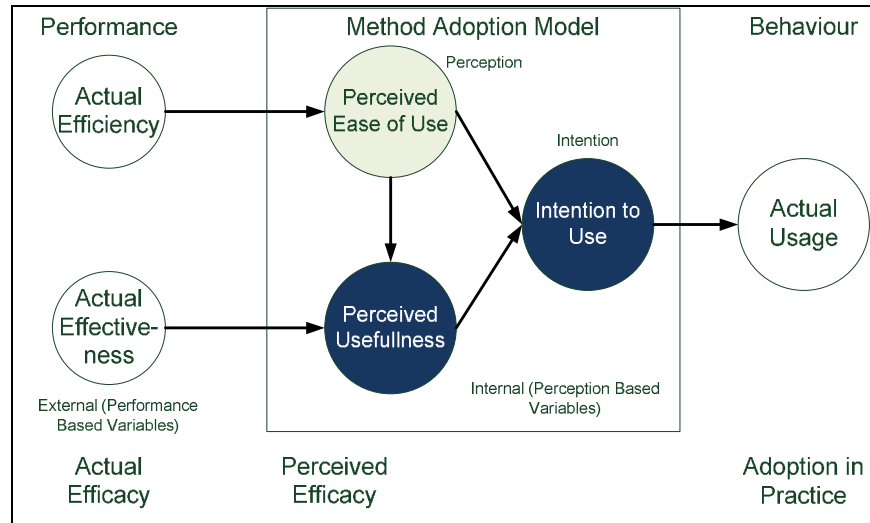 Performance
Method Adoption Model
Behaviour
Perception
Actual
Efficiency
Perceived
Ease of Use
Intention
Intention to
Use
Actual
Usage
Actual
Effective-
ness
Perceived
Usefullness
External (Performance
Based Variables)
Internal (Perception Based
Variables)
Actual
Efficacy
Perceived
Efficacy
Adoption in
Practice